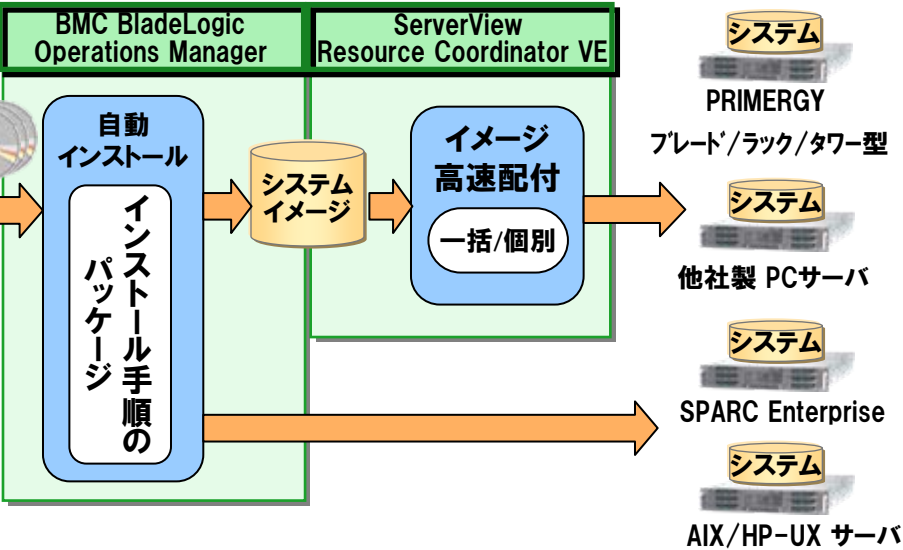 BMC BladeLogic
Operations Manager
ServerView
Resource Coordinator VE
自動
インストール
インストール手順の
パッケージ
システム
イメージ
イメージ
高速配付
一括/個別
システム
PRIMERGY
ブレード/ラック/タワー型
システム
他社製 PCサーバ
システム
SPARC Enterprise
システム
AIX/HP-UX サーバ